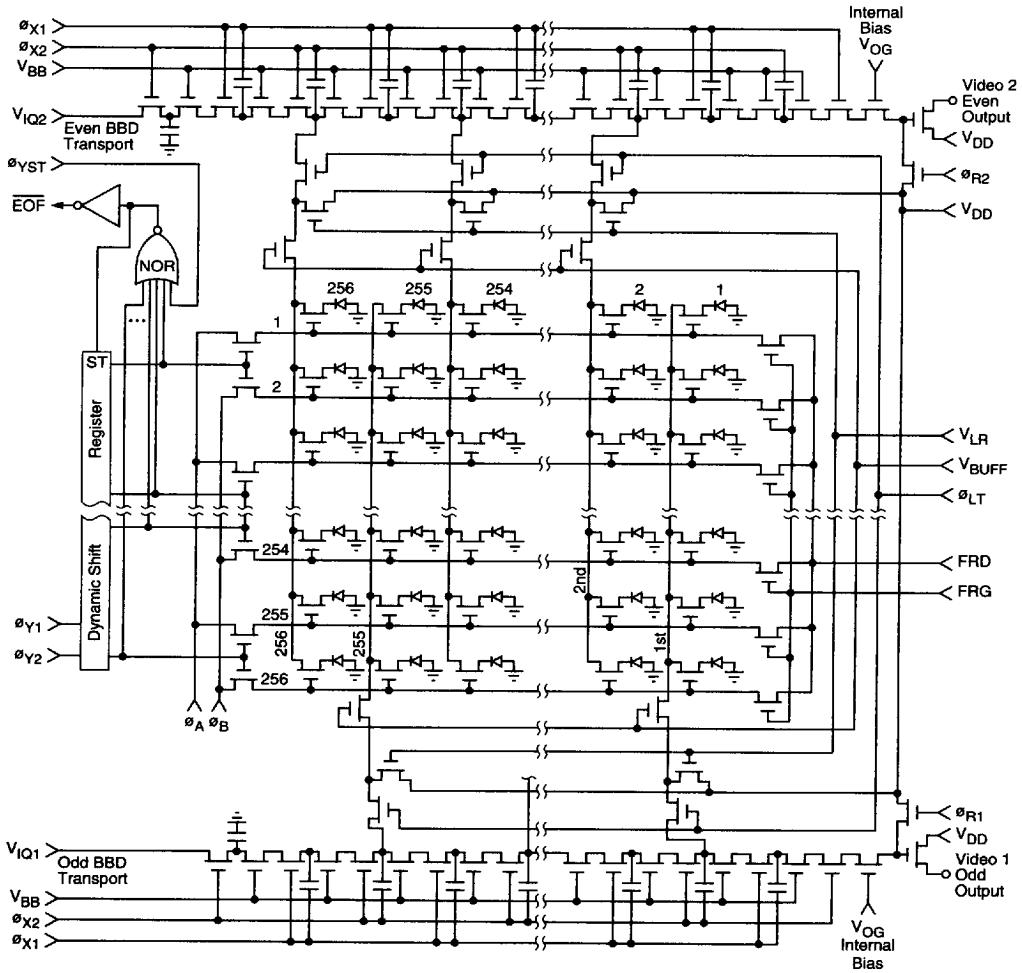 øX1
øX2
VBB
VIQ2
Even BBD
Transport
øYST
EOF
NOR
...
Internal
Bias
VOG
Video 2
Even
Output
VDD
øR2
VDD
256
255
254
2
1
1
2
ST
Register
Dynamic Shift
254
255
256
256
255
2nd
1st
VLR
VBUFF
øLT
FRD
FRG
øY1
øY2
øA
øB
øR1
VDD
Video 1
Odd
Output
VIQ1
Odd BBD
Transport
VBB
øX2
øX1
VOG
Internal
Bias